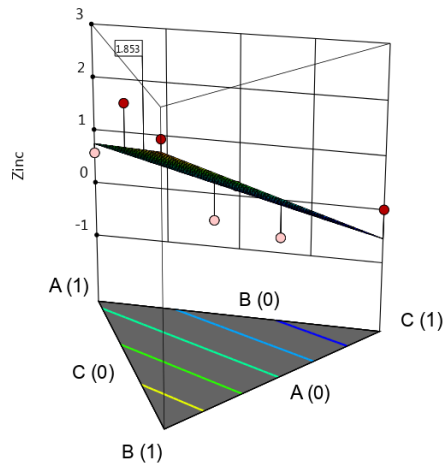 3
1.853
2
1
Zinc
0
-1
A (1)
B (0)
C (1)
C (0)
A (0)
B (1)